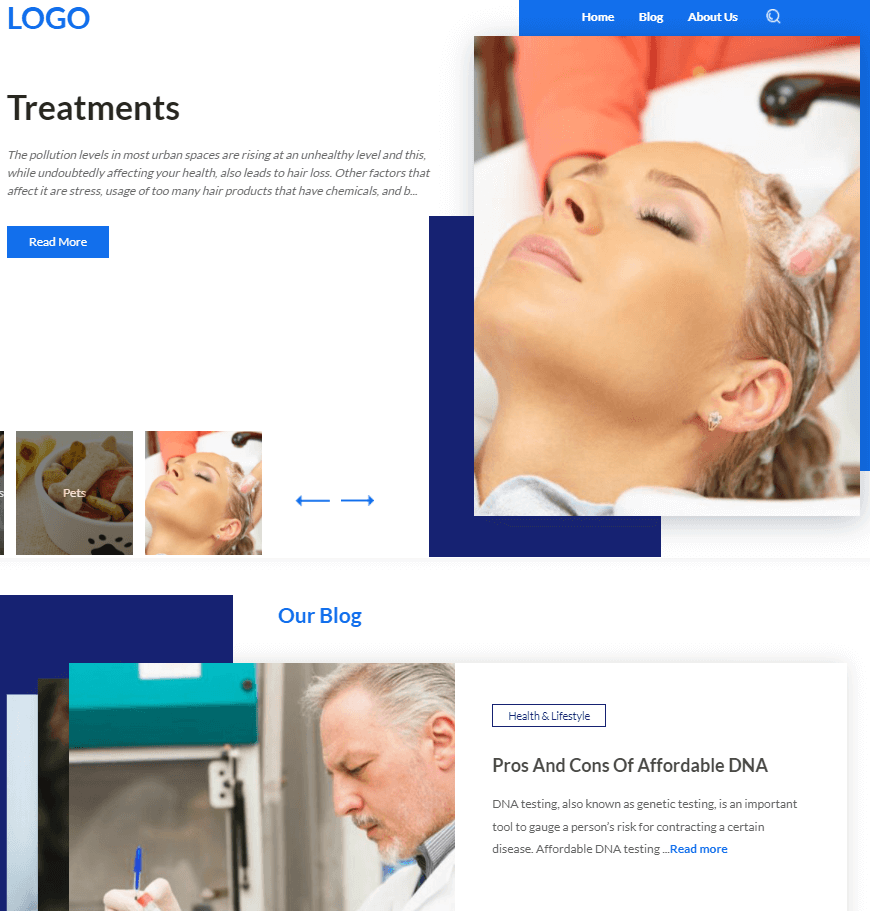 LOGO
Home Blog About Us
Treatments
The pollution levels in most urban spaces are rising at an unhealthy level and this,
while undoubtedly affecting your health, also leads to hair loss. Other factors that
affect it are stress, usage of too many hair products that have chemicals, and b...
Read More
s
Pets
Our Blog
Health & Lifestyle
Pros And Cons Of Affordable DNA
DNA testing, also known as genetic testing, is an important
tool to gauge a person’s risk for contracting a certain
disease. Affordable DNA testing ...Read more